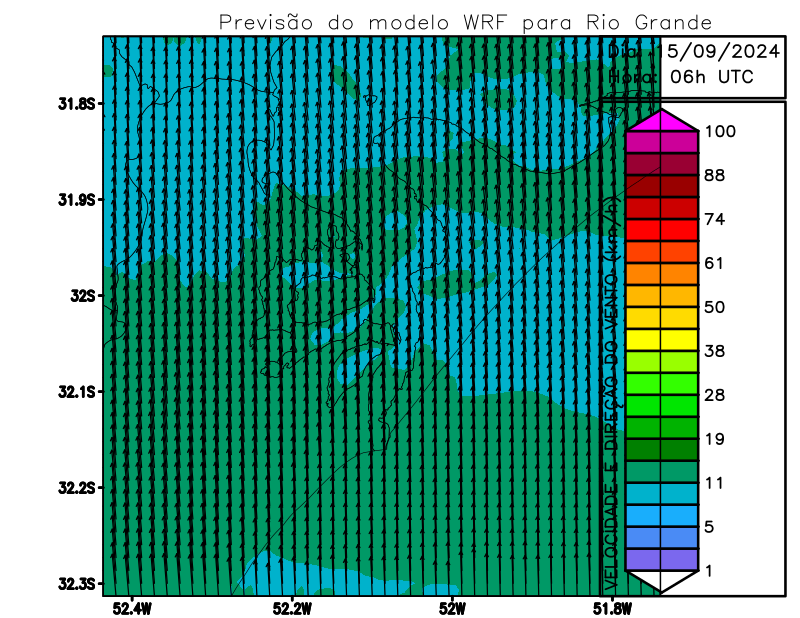 Previsão do modelo WRF para Rio Grande
Dia: 15/09/2024
Hora: 06h UTC
31.8S
31.9S
32S
32.1S
32.2S
32.3S
52.4W
52.2W
52W
51.8W
VELOCIDADE E DIREÇÃO DO VENTO (km/h)
100
88
74
61
50
38
28
19
11
5
1